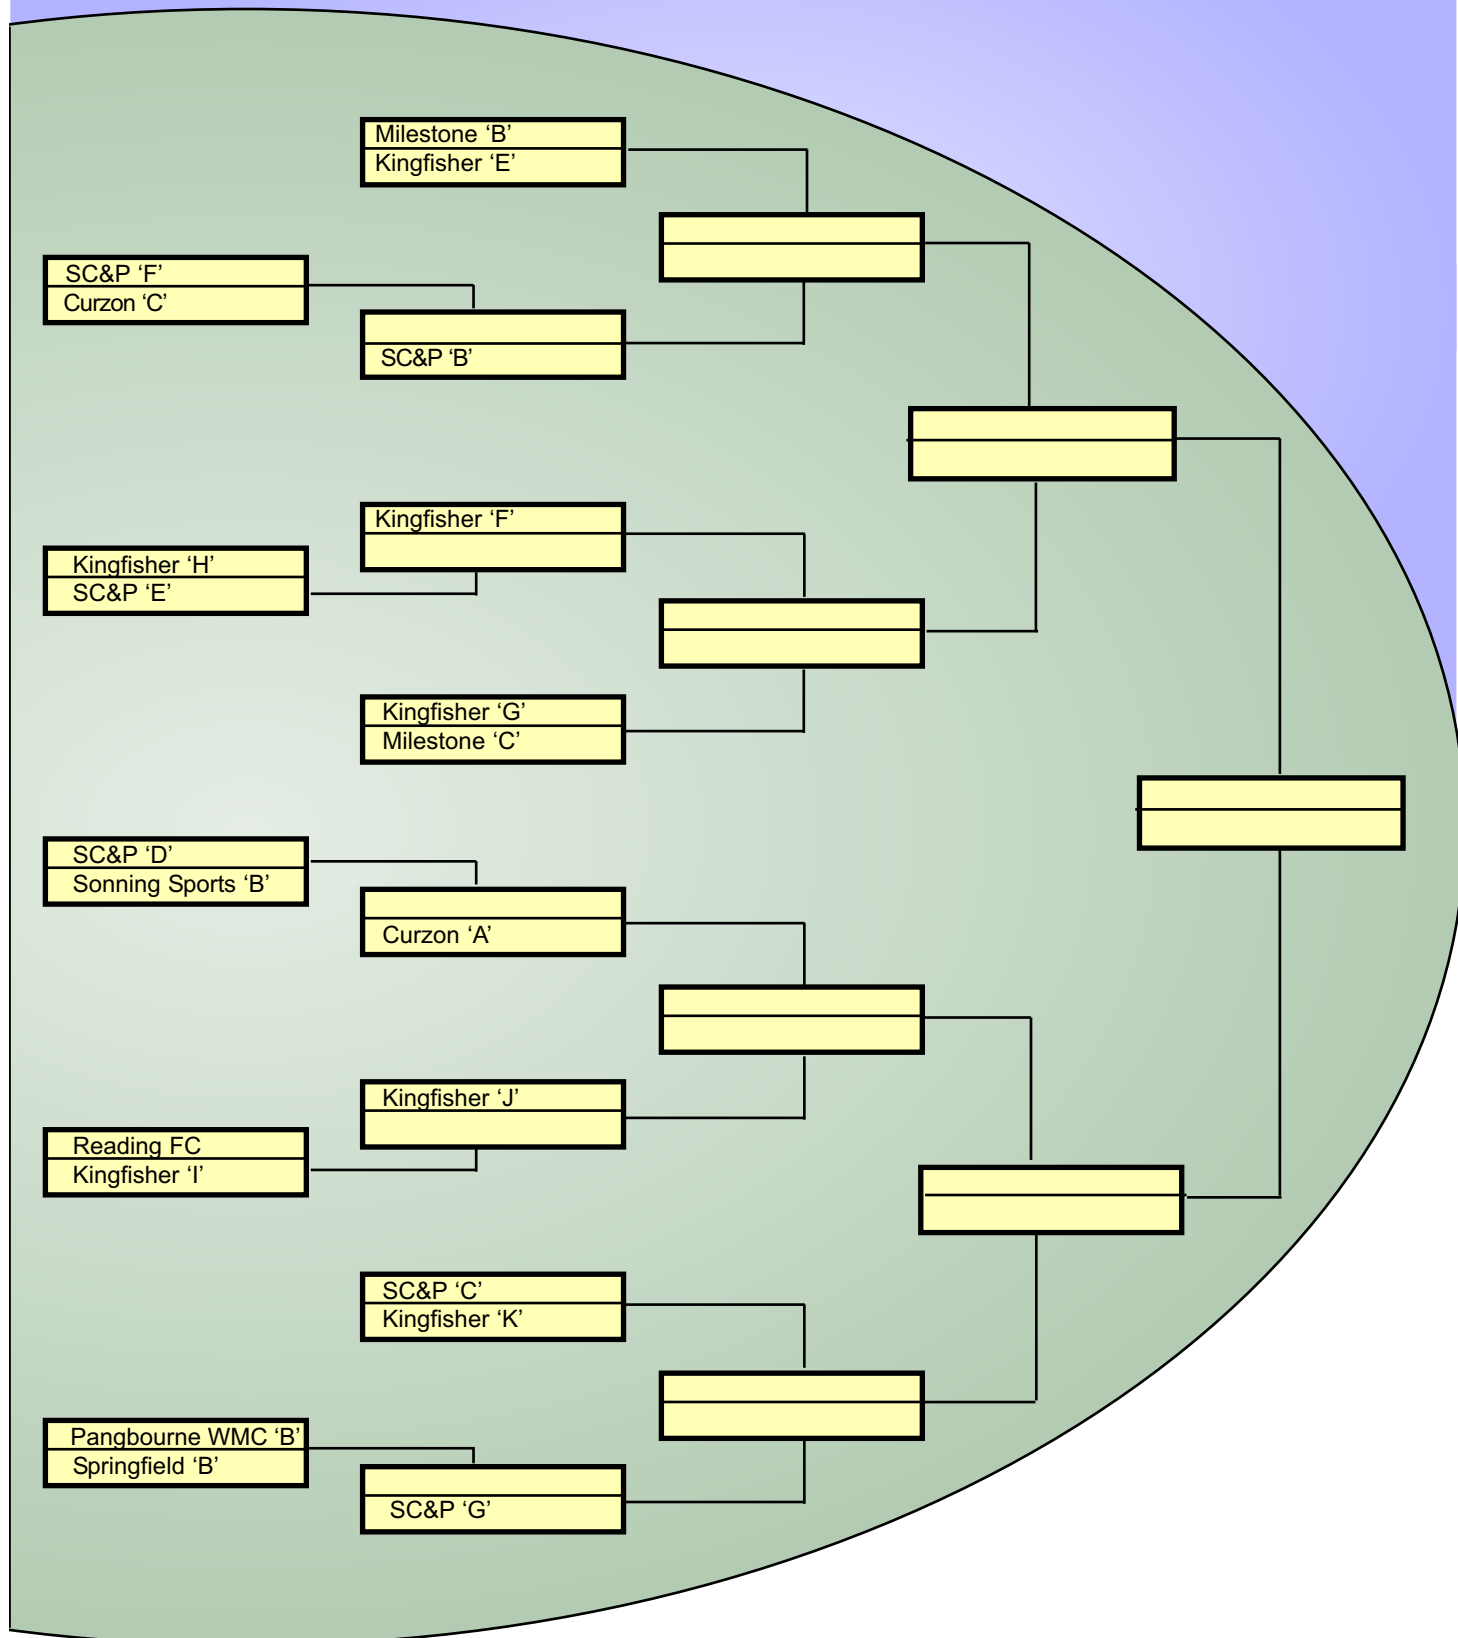 Milestone ‘B’
Kingfisher ‘E’
SC&P ‘F’
Curzon ‘C’
SC&P ‘B’
Kingfisher ‘F’
Kingfisher ‘H’
SC&P ‘E’
Kingfisher ‘G’
Milestone ‘C’
SC&P ‘D’
Sonning Sports ‘B’
Curzon ‘A’
Kingfisher ‘J’
Reading FC
Kingfisher ‘I’
SC&P ‘C’
Kingfisher ‘K’
Pangbourne WMC ‘B’
Springfield ‘B’
SC&P ‘G’